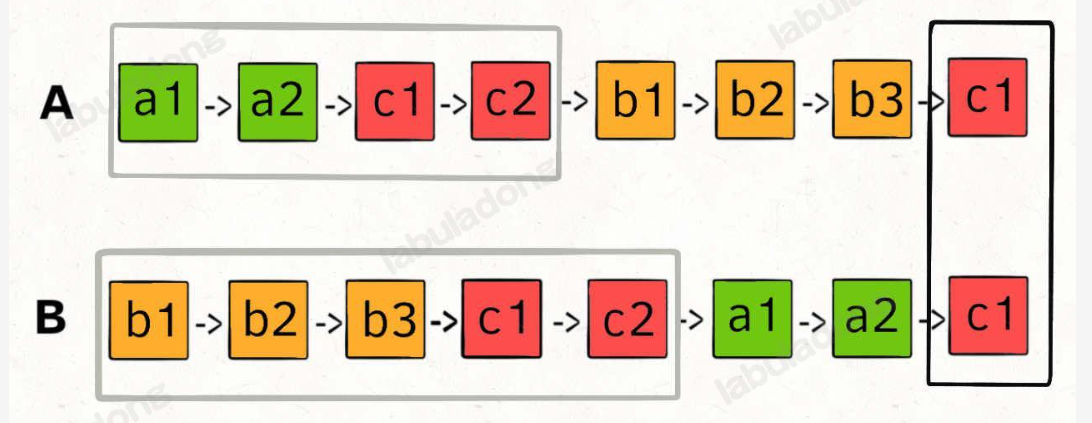 A a1 -> a2 -> c1 -> c2 -> b1 -> b2 -> b3 -> c1
B b1 -> b2 -> b3 -> c1 -> c2 -> a1 -> a2 -> c1
labuladong